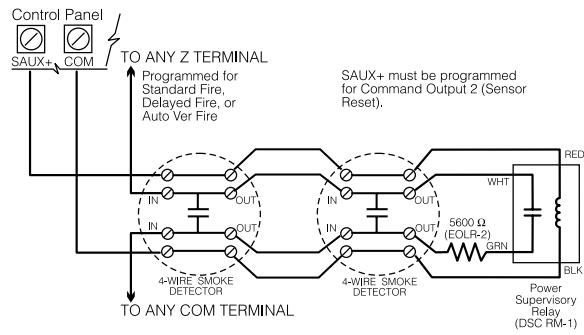 Control Panel
SAUX+ COM
TO ANY Z TERMINAL
Programmed for
Standard Fire,
Delayed Fire, or
Auto Ver Fire
SAUX+ must be programmed
for Command Output 2 (Sensor
Reset).
RED
WHT
IN OUT IN OUT
IN OUT IN OUT
5600 Ω
(EOLR-2)
GRN
BLK
4-WIRE SMOKE
DETECTOR
4-WIRE SMOKE
DETECTOR
Power
Supervisory
Relay
(DSC RM-1)
TO ANY COM TERMINAL